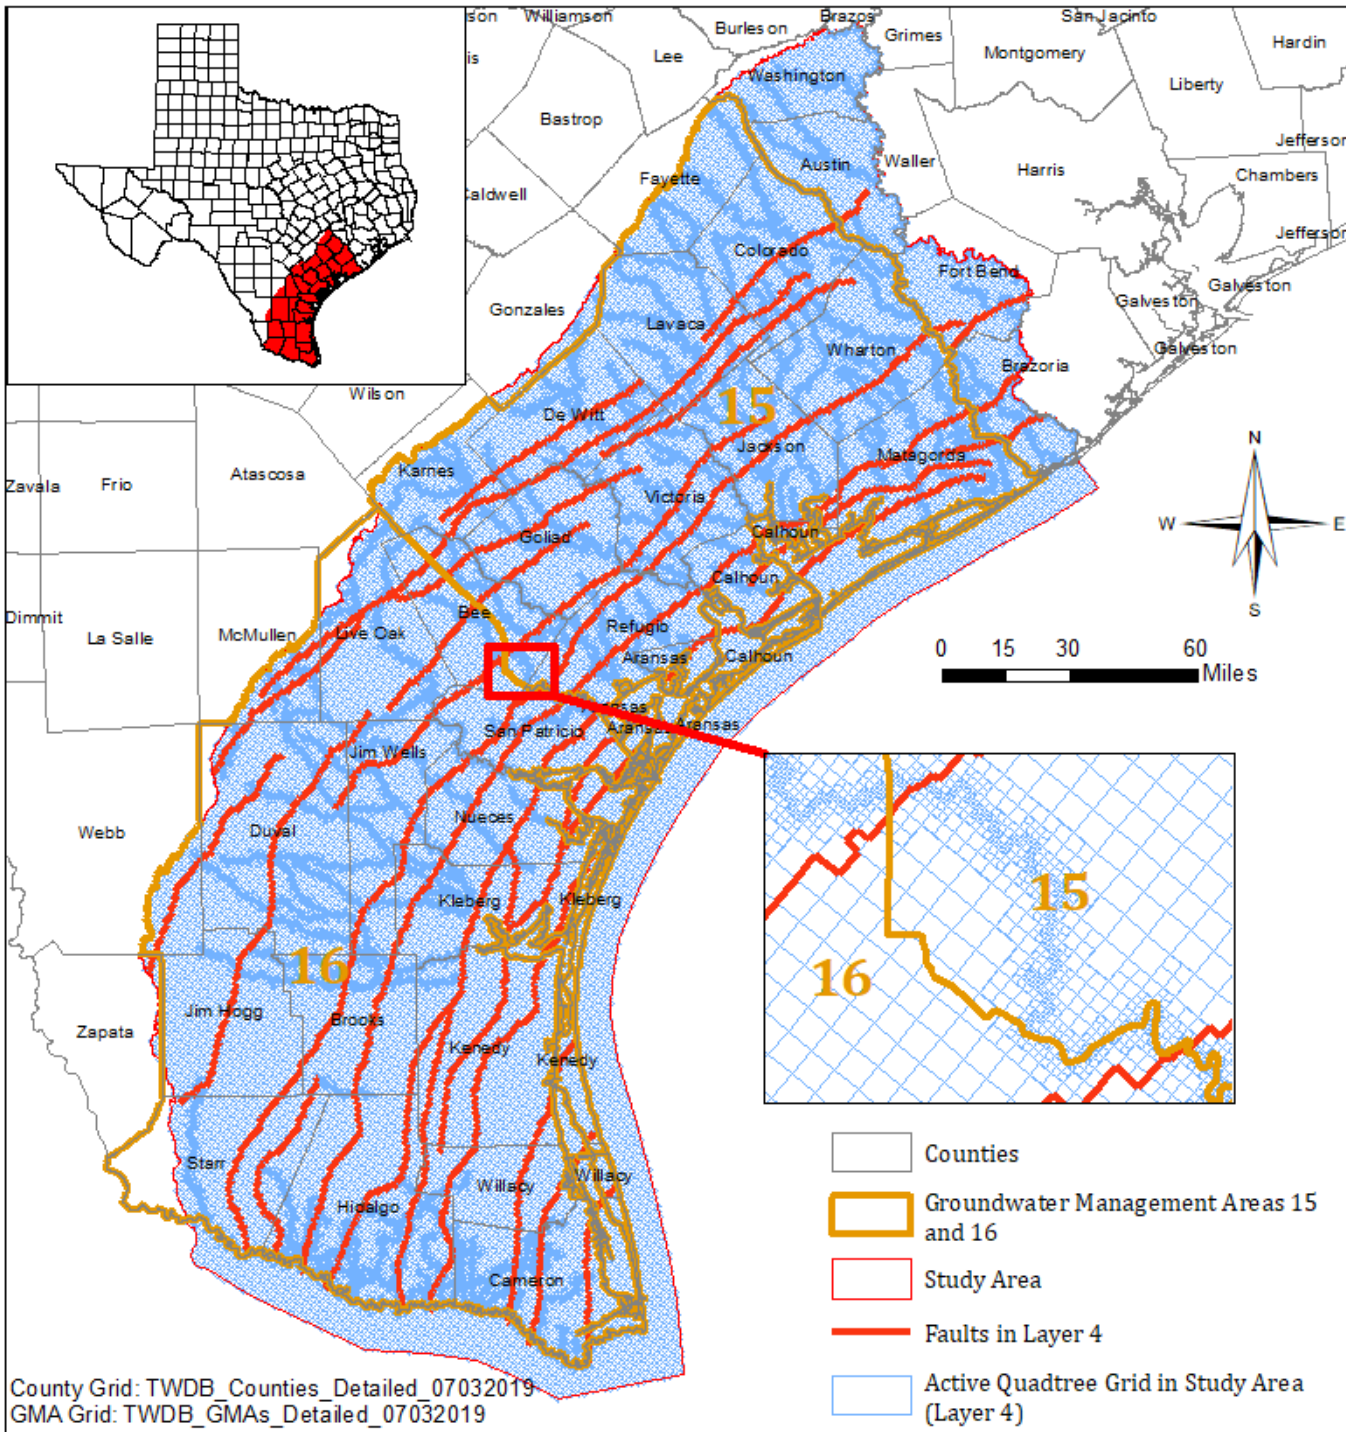 son
Williamson
Burleson
Brazos
San Jacinto
Grimes
Hardin
is
Lee
Montgomery
Washington
Liberty
Bastrop
Jefferson
Austin
Waller
Harris
Chambers
Fayette
Caldwell
Jefferson
Colorado
Fort Bend
Galveston
Galveston
Gonzales
Lavaca
Wharton
Galveston
Brazoria
Wilson
15
De Witt
Jackson
Matagorda
Karnes
Atascosa
Zavala
Frio
Victoria
N
W
E
S
Goliad
Calhoun
Calhoun
Dimmit
La Salle
McMullen
Live Oak
Bee
Refugio
Aransas
Calhoun
0 15 30 60
Miles
Aransas
Aransas
Aransas
San Patricio
Jim Wells
Nueces
Webb
Duval
Kleberg
Kleberg
16
15
16
Jim Hogg
Brooks
Zapata
Kenedy
Kenedy
Starr
Willacy
Willacy
Hidalgo
Cameron
Counties
Groundwater Management Areas 15
and 16
Study Area
Faults in Layer 4
Active Quadtree Grid in Study Area
(Layer 4)
County Grid: TWDB_Counties_Detailed_07032019
GMA Grid: TWDB_GMAs_Detailed_07032019